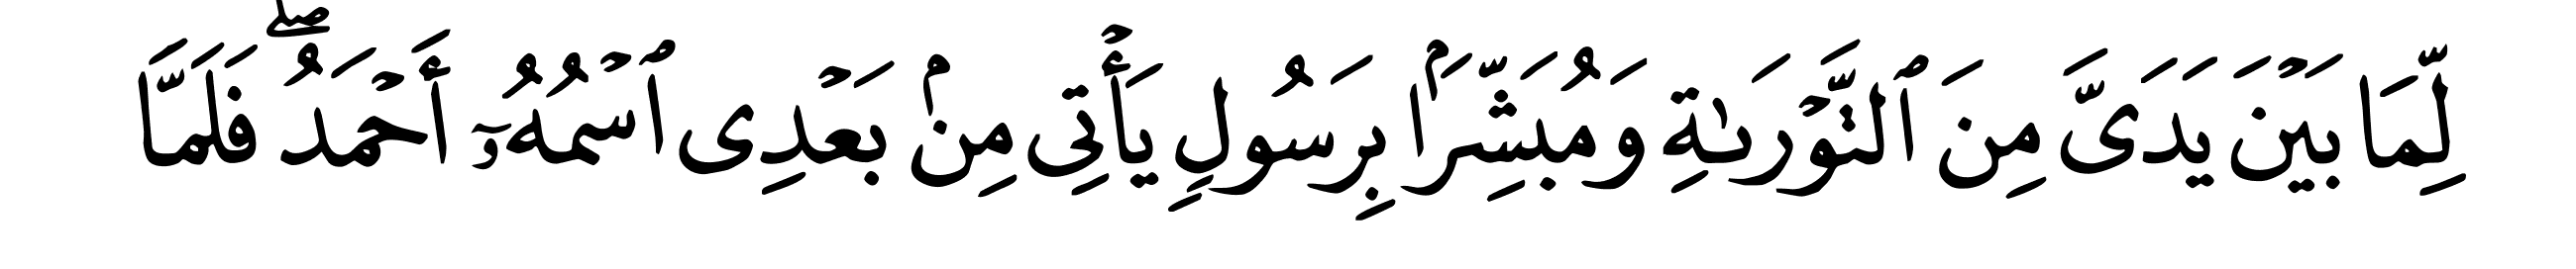 لِّمَا بَيۡنَ يَدَيَّ مِنَ ٱلتَّوۡرَىٰةِ وَمُبَشِّرَۢا بِرَسُولٖ يَأۡتِي مِنۢ بَعۡدِي ٱسۡمُهُۥٓ أَحۡمَدُۖ فَلَمَّا